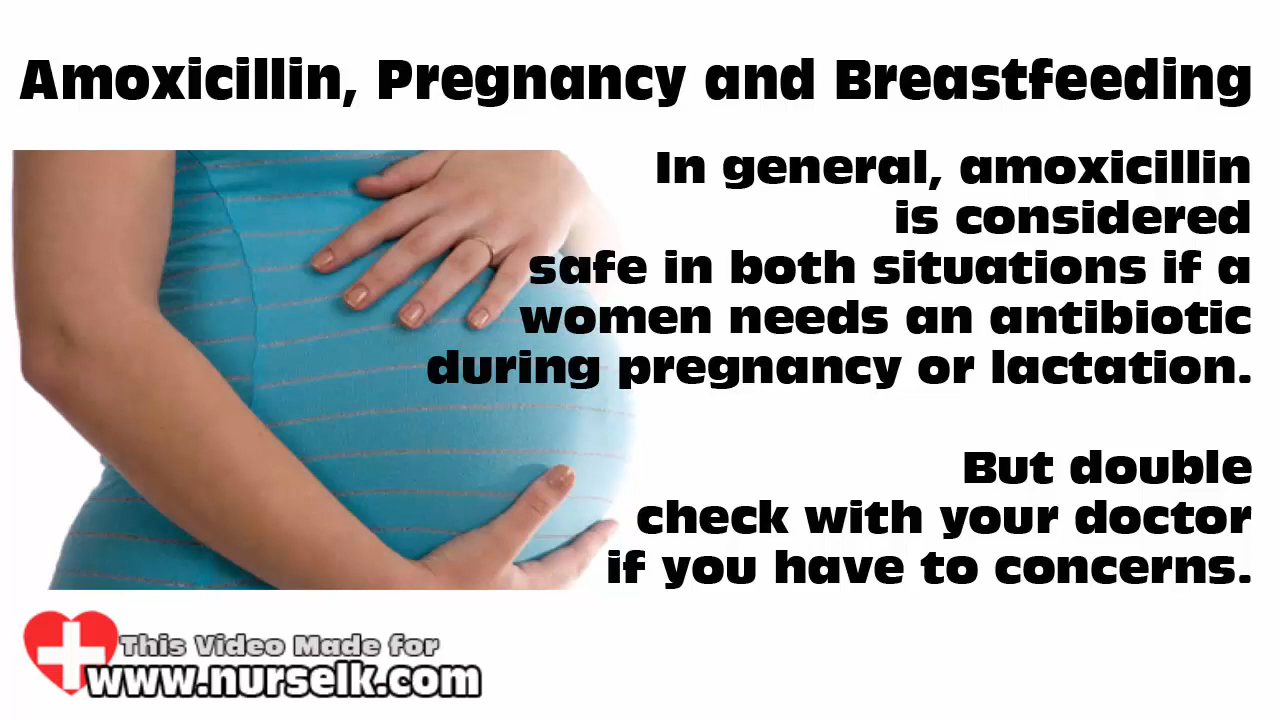 Amoxicillin, Pregnancy and Breastfeeding
In general, amoxicillin
is considered
safe in both situations if a
women needs an antibiotic
during pregnancy or lactation.
But double
check with your doctor
if you have to concerns.
This Video Made for
www.nurselk.com